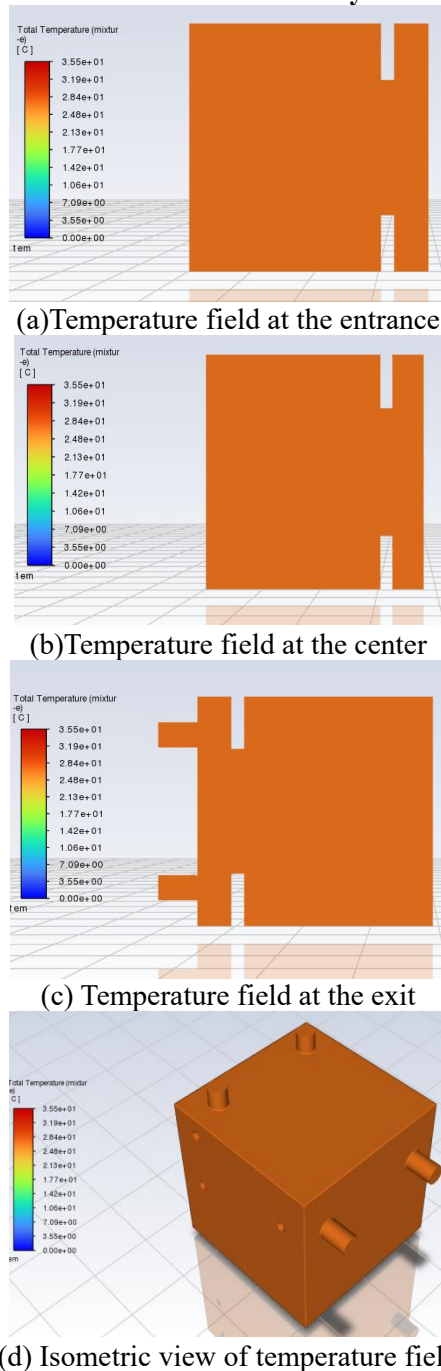 Total Temperature (mixtur
-e)
[ C ]
3.55e+01
3.19e+01
2.84e+01
2.48e+01
2.13e+01
1.77e+01
1.42e+01
1.06e+01
7.09e+00
3.55e+00
0.00e+00
tem
(a)Temperature field at the entrance
Total Temperature (mixtur
-e)
[ C ]
3.55e+01
3.19e+01
2.84e+01
2.48e+01
2.13e+01
1.77e+01
1.42e+01
1.06e+01
7.09e+00
3.55e+00
0.00e+00
tem
(b)Temperature field at the center
Total Temperature (mixtur
-e)
[ C ]
3.55e+01
3.19e+01
2.84e+01
2.48e+01
2.13e+01
1.77e+01
1.42e+01
1.06e+01
7.09e+00
3.55e+00
0.00e+00
tem
(c) Temperature field at the exit
Total Temperature (mixtur
-e)
C ]
3.55e+01
3.19e+01
2.84e+01
2.48e+01
2.13e+01
1.77e+01
1.42e+01
1.06e+01
7.09e+00
3.55e+00
0.00e+00
em
(d) Isometric view of temperature fiel